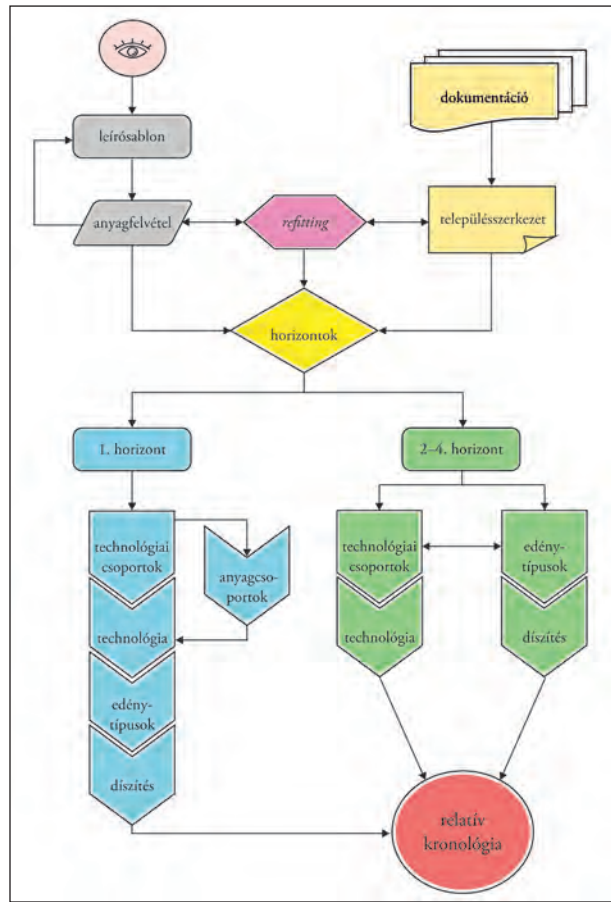 dokumentáció
leírósablon
anyagfelvétel
refitting
településszerkezet
horizontok
1. horizont
2–4. horizont
technológiai
csoportok
anyagcso-
portok
technológia
edény-
típusok
díszítés
technológiai
csoportok
edény-
típusok
technológia
díszítés
relatív
kronológia